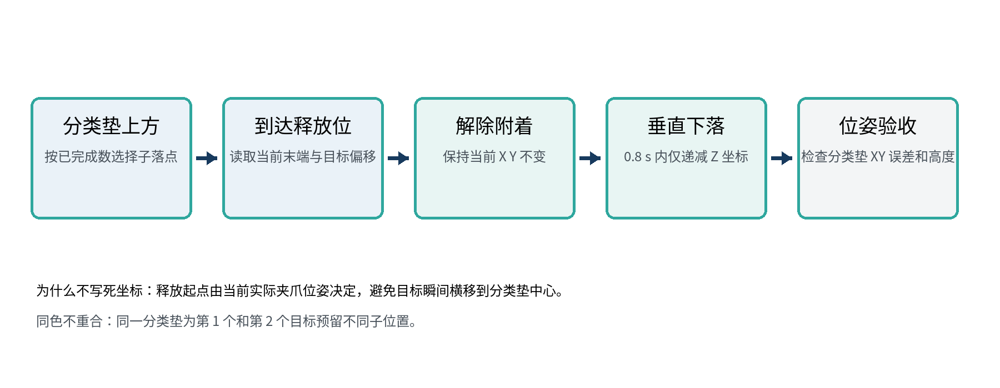 分类垫上方
按已完成数选择子落点
到达释放位
读取当前末端与目标偏移
解除附着
保持当前 X Y 不变
垂直下落
0.8 s 内仅递减 Z 坐标
位姿验收
检查分类垫 XY 误差和高度
为什么不写死坐标：释放起点由当前实际夹爪位姿决定，避免目标瞬间横移到分类垫中心。
同色不重合：同一分类垫为第 1 个和第 2 个目标预留不同子位置。